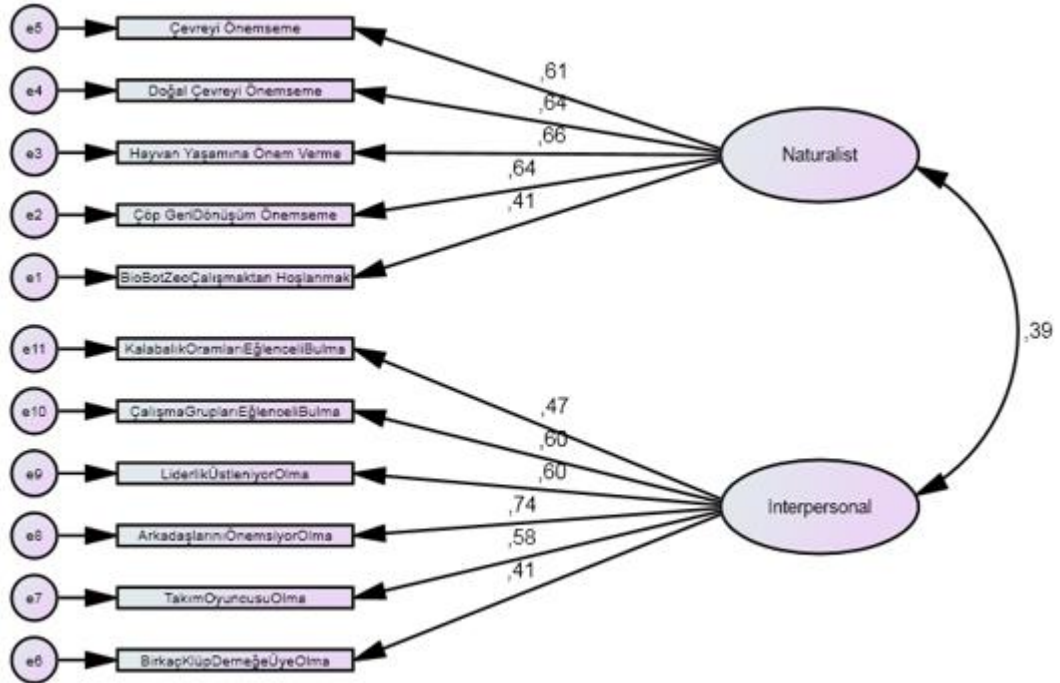 e5
Çevreyi Önemseme
,61
e4
Doğal Çevreyi Önemseme
,64
e3
Hayvan Yaşamına Önem Verme
,66
Naturalist
e2
Çöp GeriDönüşüm Önemseme
,64
e1
BioBotZeoÇalışmaktan Hoşlanmak
,41
,39
e11
KalabalıkOramlarıEğlenceliBulma
,47
e10
ÇalışmaGruplarıEğlenceliBulma
,60
e9
LiderlikÜstleniyorOlma
,60
Interpersonal
e8
ArkadaşlarınıÖnemsiyorOlma
,74
e7
TakımOyuncusuOlma
,58
e6
BirkaçKlüpDerneğeÜyeOlma
,41